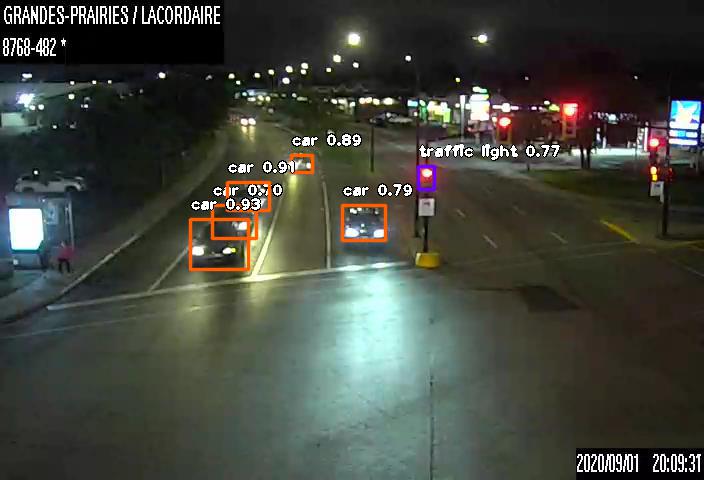 GRANDES-PRAIRIES / LACORDAIRE
8768-482 *
car 0.89
traffic light 0.77
car 0.91
car 0.70
car 0.79
car 0.93
2020/09/01 20:09:31